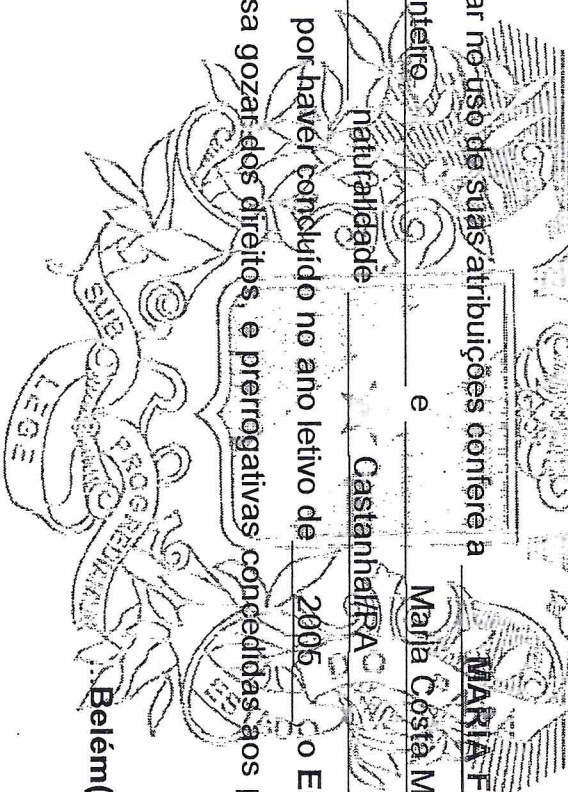 ar no uso de suas atribuições confere a MARIA F
nteiro e Maria Costa M
naturalidade Castanhal/PA
por haver concluído no ano letivo de 2005 o E
sa gozar dos direitos, e prerrogativas concedidas aos
Belém(
SUB LEGE PROGREDIAMUR